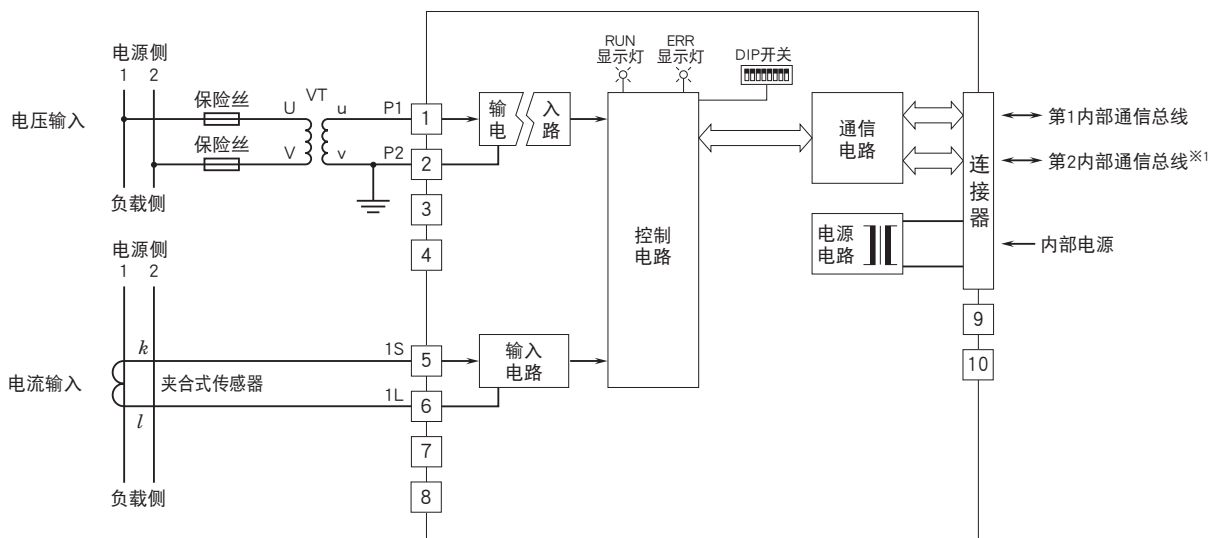 电压输入
电源侧
1 2
保险丝
保险丝
U
V
VT
u
v
P1
P2
负载侧
1
2
3
4
输电
入路
RUN
显示灯
ERR
显示灯
DIP开关
控制
电路
通信
电路
电源
电路
连接器
第1内部通信总线
第2内部通信总线※1
内部电源
9
10
电流输入
电源侧
1 2
k
l
夹合式传感器
1S
1L
负载侧
5
6
7
8
输入
电路